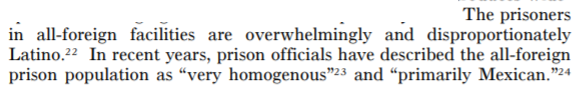 The prisoners
in all-foreign facilities are overwhelmingly and disproportionately
Latino.22 In recent years, prison officials have described the all-foreign
prison population as “very homogenous”23 and “primarily Mexican.”24